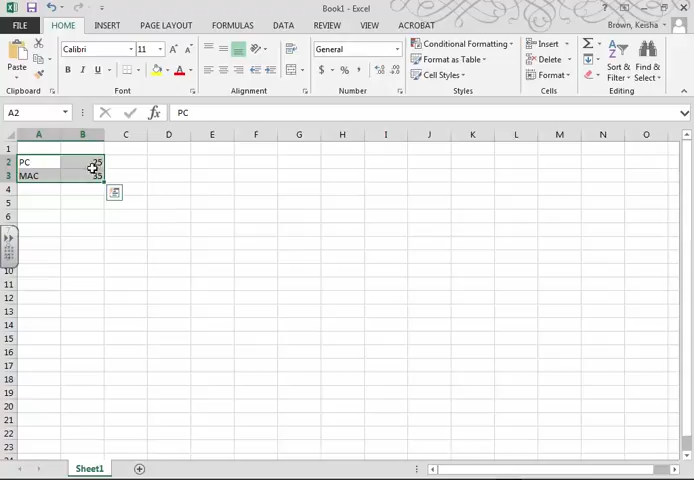 Book1 - Excel
FILE HOME INSERT PAGE LAYOUT FORMULAS DATA REVIEW VIEW ACROBAT Brown, Keisha
Calibri 11 General Conditional Formatting Insert
Paste Format as Table Delete Sort & Find &
B I U A $ % , Cell Styles Format Filter Select
Clipboard Font Alignment Number Styles Cells Editing
A2 fx PC
A B C D E F G H I J K L M N O
1
2 PC 25
3 MAC 35
4
5
6
7
10
11
12
13
14
15
16
17
18
19
20
21
22
23
24
Sheet1